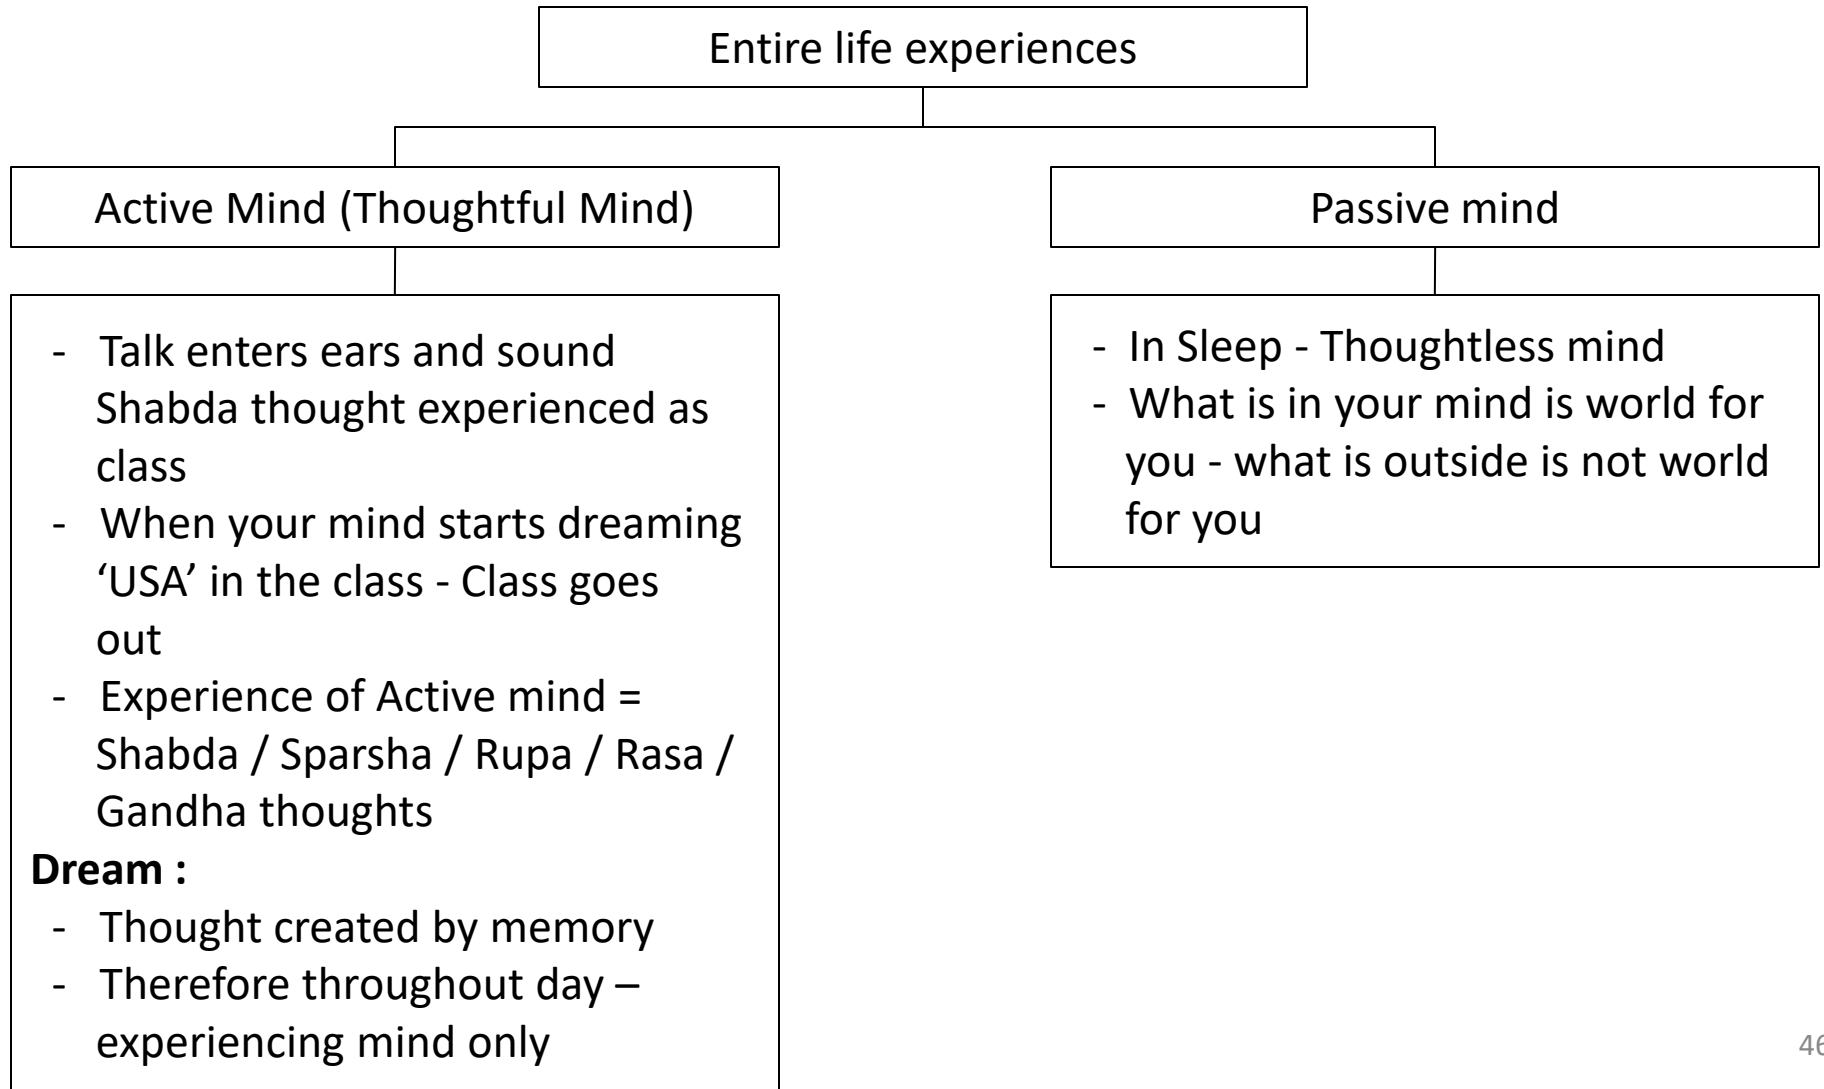 Entire life experiences
Active Mind (Thoughtful Mind)
- Talk enters ears and sound
Shabda thought experienced as
class
- When your mind starts dreaming
‘USA’ in the class - Class goes
out
- Experience of Active mind =
Shabda / Sparsha / Rupa / Rasa /
Gandha thoughts
Dream :
- Thought created by memory
- Therefore throughout day –
experiencing mind only
Passive mind
- In Sleep - Thoughtless mind
- What is in your mind is world for
you - what is outside is not world
for you
46